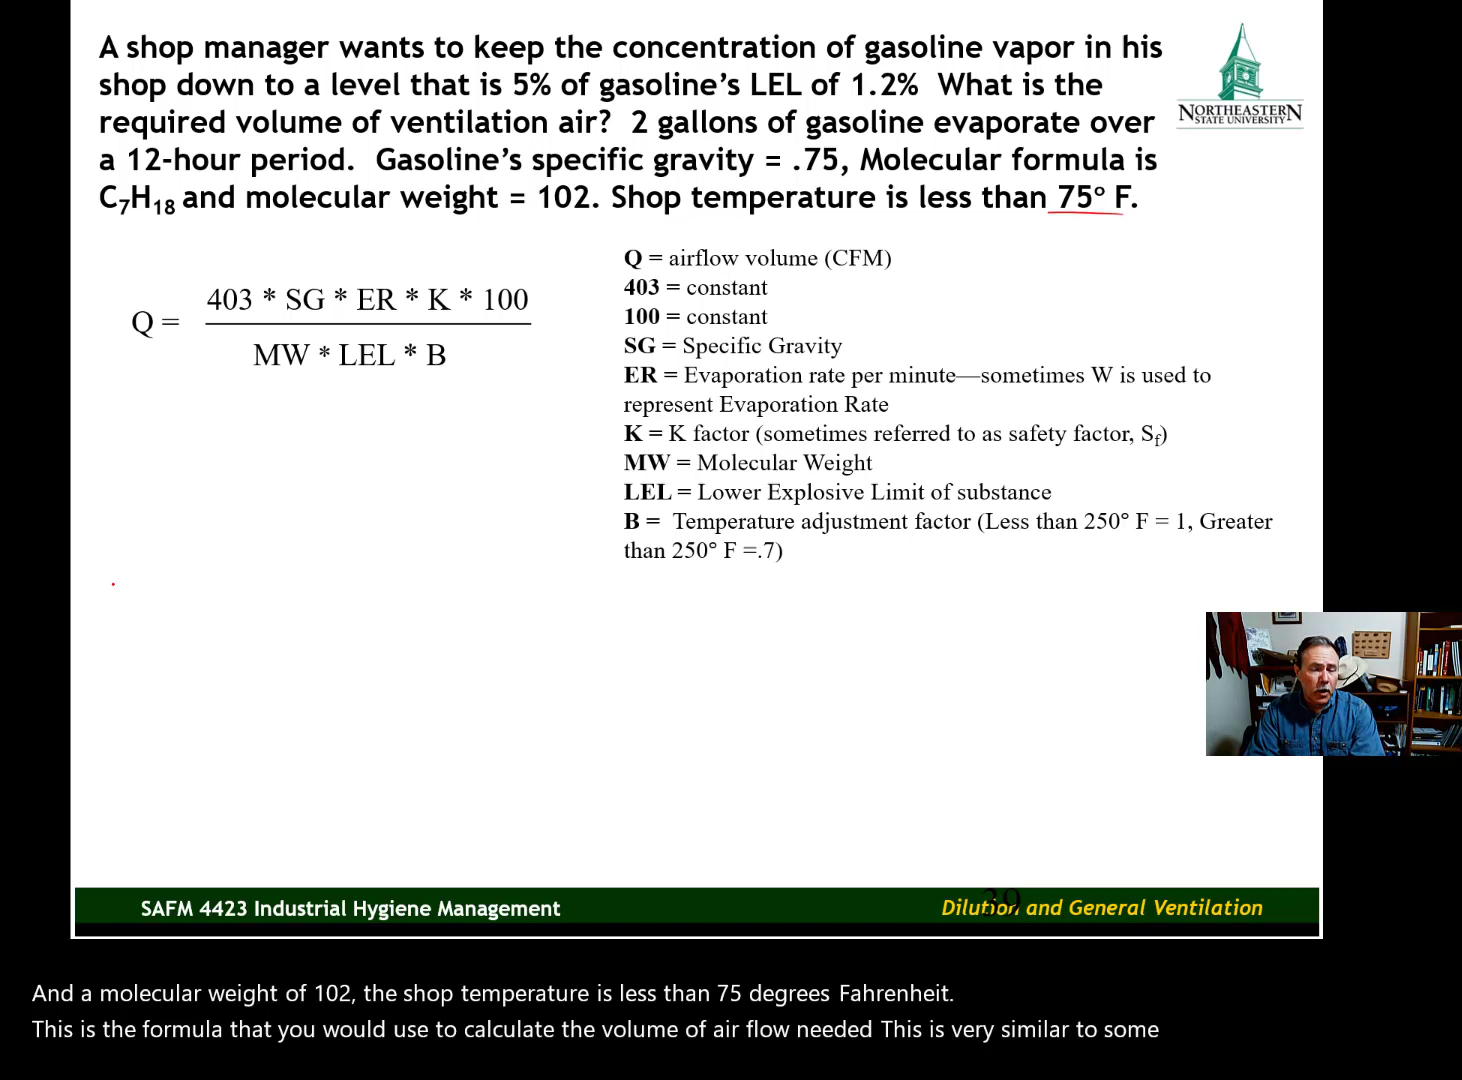 A shop manager wants to keep the concentration of gasoline vapor in his
shop down to a level that is 5% of gasoline’s LEL of 1.2%  What is the
required volume of ventilation air?  2 gallons of gasoline evaporate over
a 12-hour period.  Gasoline’s specific gravity = .75, Molecular formula is
C₇H₁₈ and molecular weight = 102. Shop temperature is less than 75° F.
NORTHEASTERN
STATE UNIVERSITY
Q = 403 * SG * ER * K * 100
MW * LEL * B
Q = airflow volume (CFM)
403 = constant
100 = constant
SG = Specific Gravity
ER = Evaporation rate per minute—sometimes W is used to
represent Evaporation Rate
K = K factor (sometimes referred to as safety factor, Sf)
MW = Molecular Weight
LEL = Lower Explosive Limit of substance
B =  Temperature adjustment factor (Less than 250° F = 1, Greater
than 250° F =.7)
SAFM 4423 Industrial Hygiene Management
39
Dilution and General Ventilation
And a molecular weight of 102, the shop temperature is less than 75 degrees Fahrenheit.
This is the formula that you would use to calculate the volume of air flow needed This is very similar to some